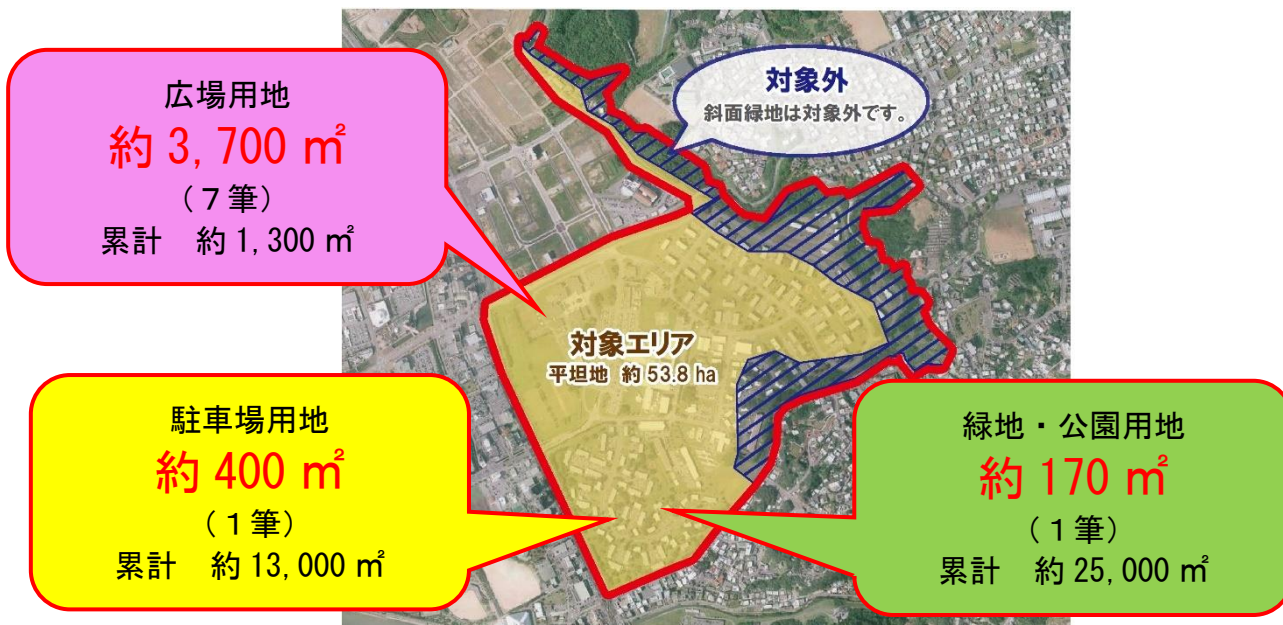 広場用地
約 3,700 ㎡
(7筆)
累計 約 1,300 ㎡
対象外
斜面緑地は対象外です。
対象エリア
平坦地 約 53.8 ha
駐車場用地
約 400 ㎡
(1筆)
累計 約 13,000 ㎡
緑地・公園用地
約 170 ㎡
(1筆)
累計 約 25,000 ㎡